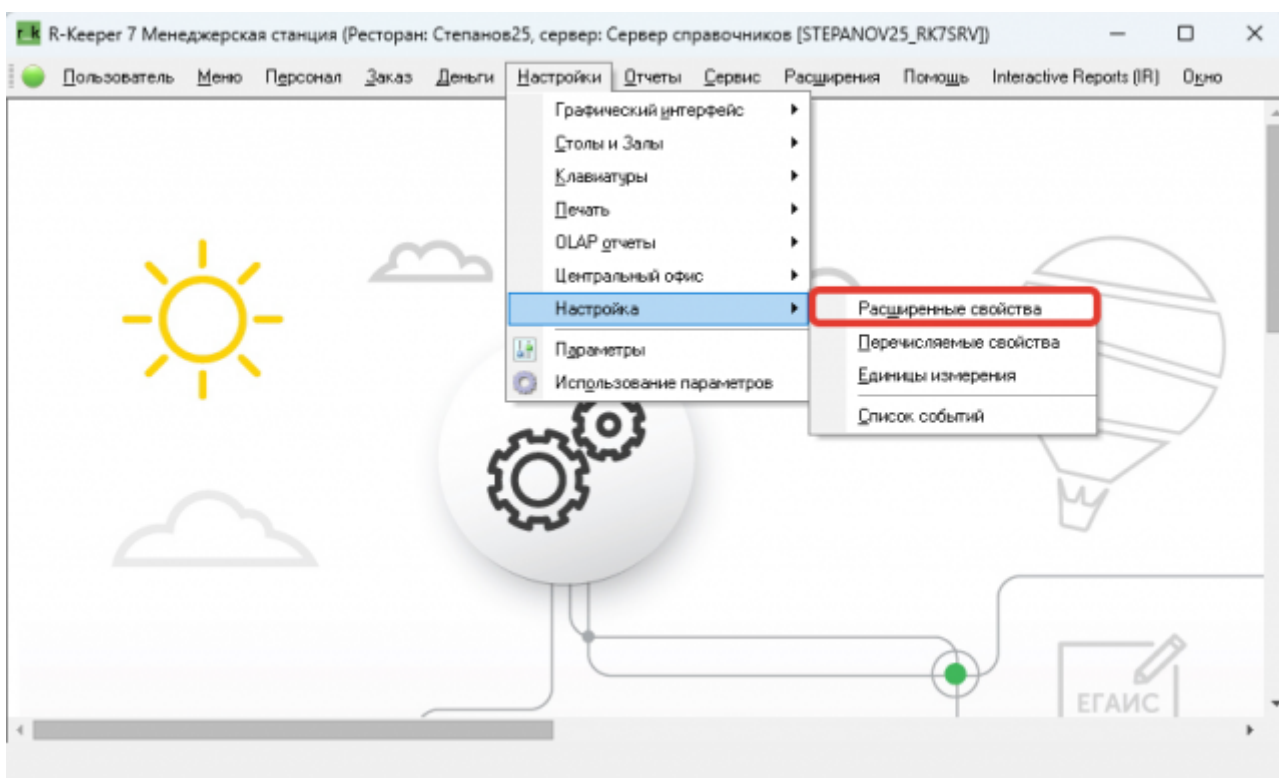 r_k R-Keeper 7 Менеджерская станция (Ресторан: Степанов25, сервер: Сервер справочников [STEPANOV25_RK7SRV])
Пользователь Меню Персонал Заказ Деньги Настройки Отчеты Сервис Расширения Помощь Interactive Reports (IR) Окно
Графический интерфейс
Столы и Залы
Клавиатуры
Печать
OLAP отчеты
Центральный офис
Настройка Расширенные свойства
Перечисляемые свойства
Параметры
Единицы измерения
Использование параметров
Список событий
ЕГАИС